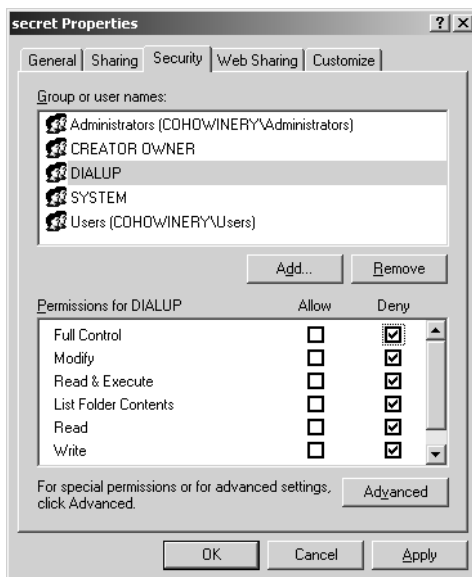 secret Properties
General Sharing Security Web Sharing Customize
Group or user names:
Administrators (COHOWINERY\Administrators)
CREATOR OWNER
DIALUP
SYSTEM
Users (COHOWINERY\Users)
Add... Remove
Permissions for DIALUP Allow Deny
Full Control
Modify
Read & Execute
List Folder Contents
Read
Write
For special permissions or for advanced settings, Advanced
click Advanced.
OK Cancel Apply